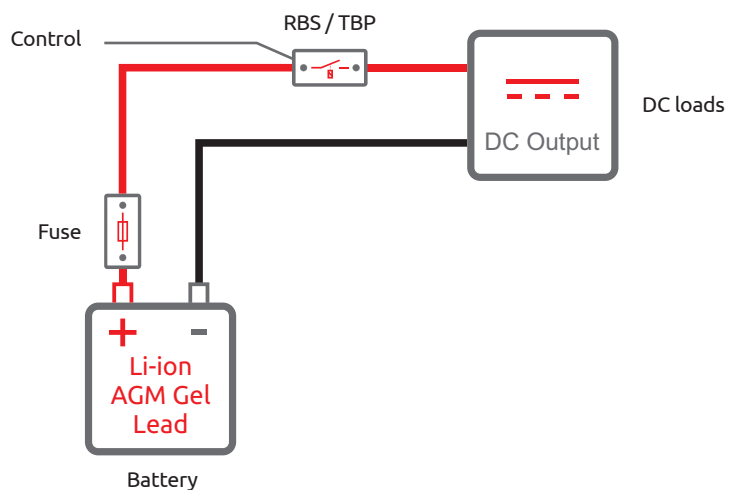 RBS / TBP
Control
DC loads
DC Output
Fuse
+ -
Li-ion
AGM Gel
Lead
Battery